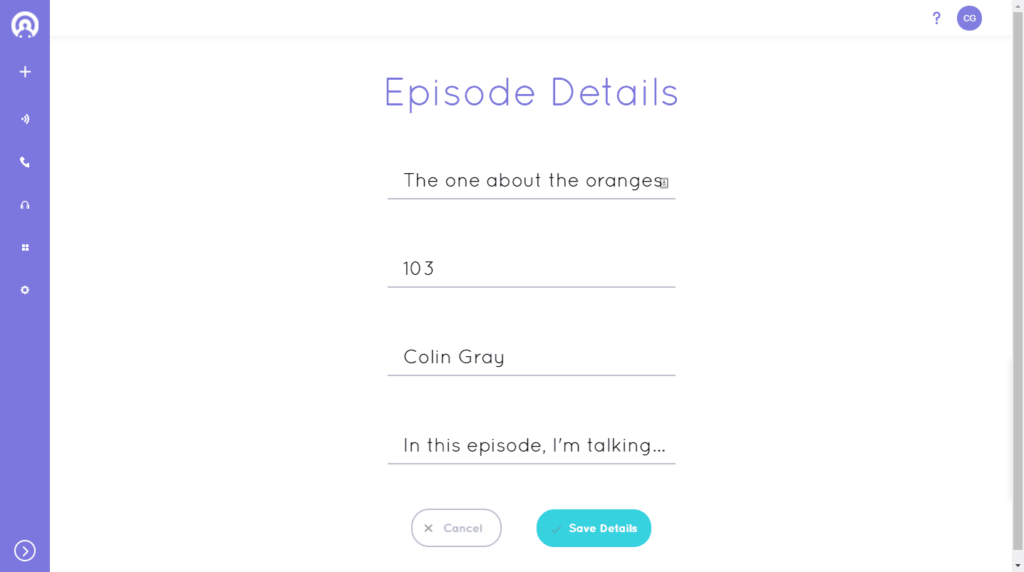 ?
CG
Episode Details
The one about the oranges
103
Colin Gray
In this episode, I'm talking...
Cancel
Save Details